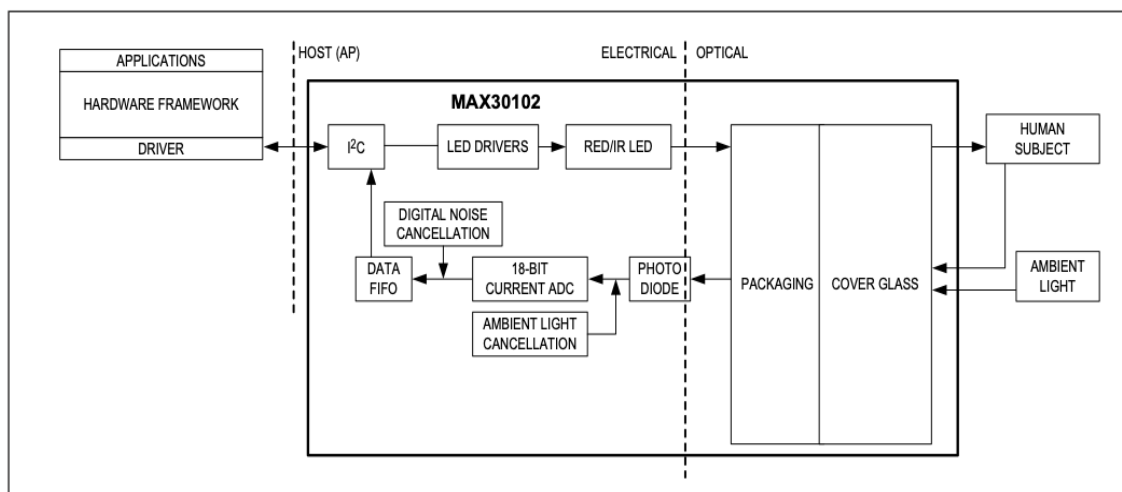 APPLICATIONS
HARDWARE FRAMEWORK
DRIVER
HOST (AP)
ELECTRICAL
OPTICAL
MAX30102
I²C
LED DRIVERS
RED/IR LED
DIGITAL NOISE
CANCELLATION
DATA
FIFO
18-BIT
CURRENT ADC
AMBIENT LIGHT
CANCELLATION
PHOTO
DIODE
PACKAGING
COVER GLASS
HUMAN
SUBJECT
AMBIENT
LIGHT